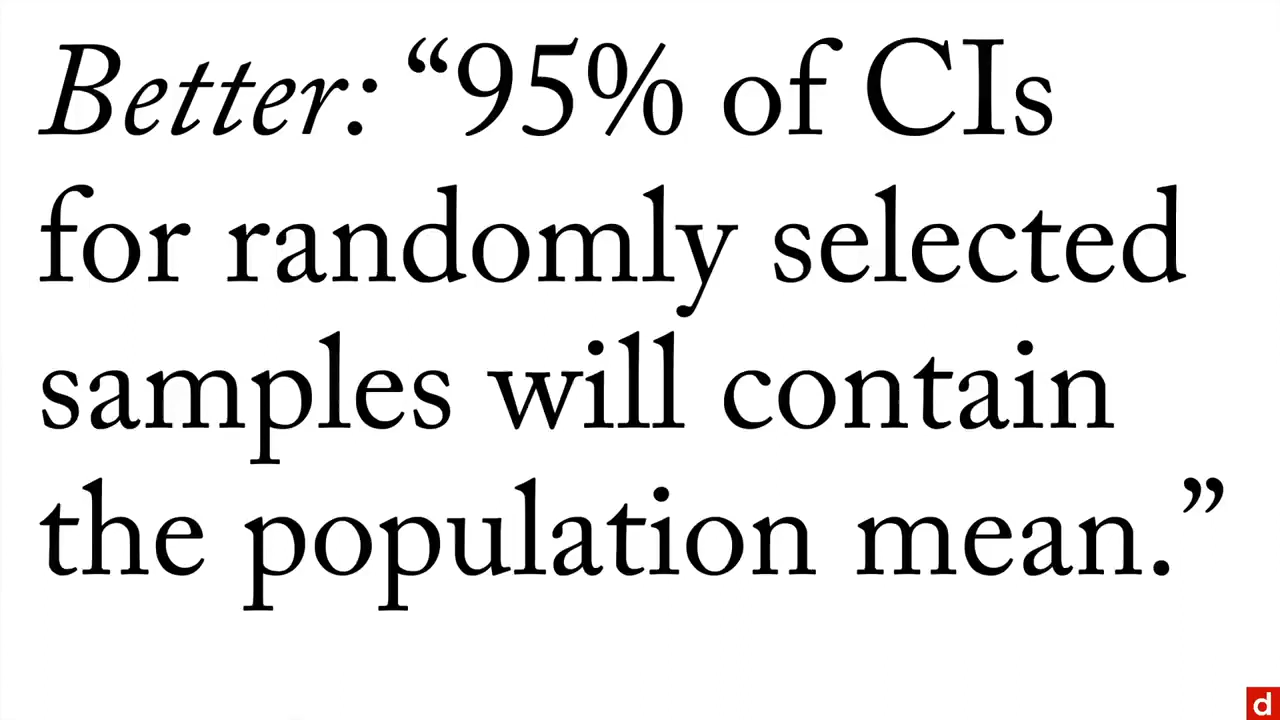 Better: “95% of CIs
for randomly selected
samples will contain
the population mean.”
d